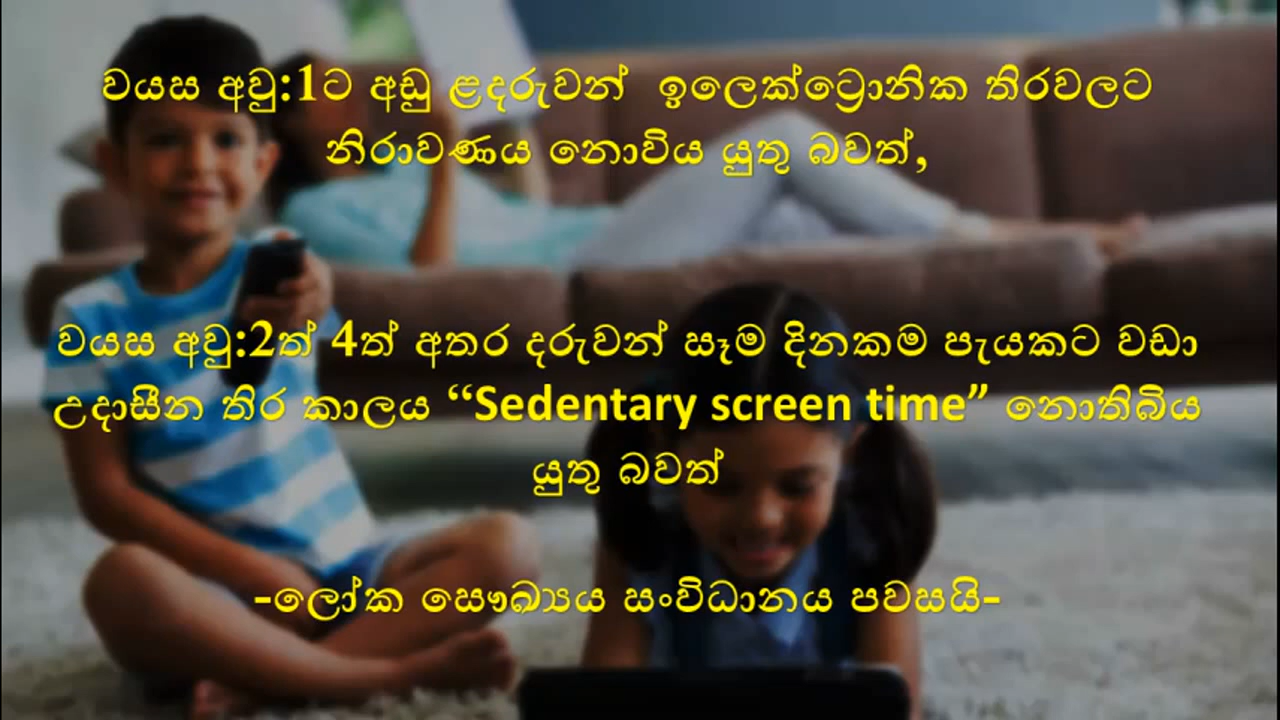 වයස අවු:1ට අඩු ළදරුවන් ඉලෙක්ට්‍රොනික තිරවලට
නිරාවණය නොවිය යුතු බවත්,
වයස අවු:2ත් 4ත් අතර දරුවන් සෑම දිනකම පැයකට වඩා
උදාසීන තිර කාලය “Sedentary screen time” නොතිබිය
යුතු බවත්
-ලෝක සෞඛ්‍යය සංවිධානය පවසයි-